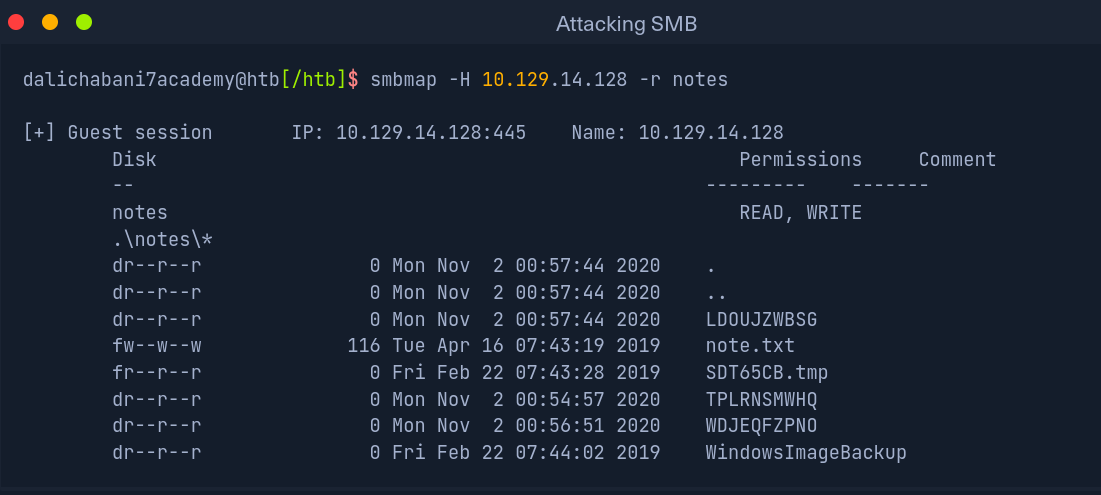 Attacking SMB
dalichabani7academy@htb[/htb]$ smbmap -H 10.129.14.128 -r notes
[+] Guest session       IP: 10.129.14.128:445    Name: 10.129.14.128
        Disk                                                    Permissions     Comment
        --                                                   ---------    -------
        notes                                                   READ, WRITE
        .\notes\*
        dr--r--r               0 Mon Nov  2 00:57:44 2020    .
        dr--r--r               0 Mon Nov  2 00:57:44 2020    ..
        dr--r--r               0 Mon Nov  2 00:57:44 2020    LDOUJZWBSG
        fw--w--w             116 Tue Apr 16 07:43:19 2019    note.txt
        fr--r--r               0 Fri Feb 22 07:43:28 2019    SDT65CB.tmp
        dr--r--r               0 Mon Nov  2 00:54:57 2020    TPLRNSMWHQ
        dr--r--r               0 Mon Nov  2 00:56:51 2020    WDJEQFZPNO
        dr--r--r               0 Fri Feb 22 07:44:02 2019    WindowsImageBackup